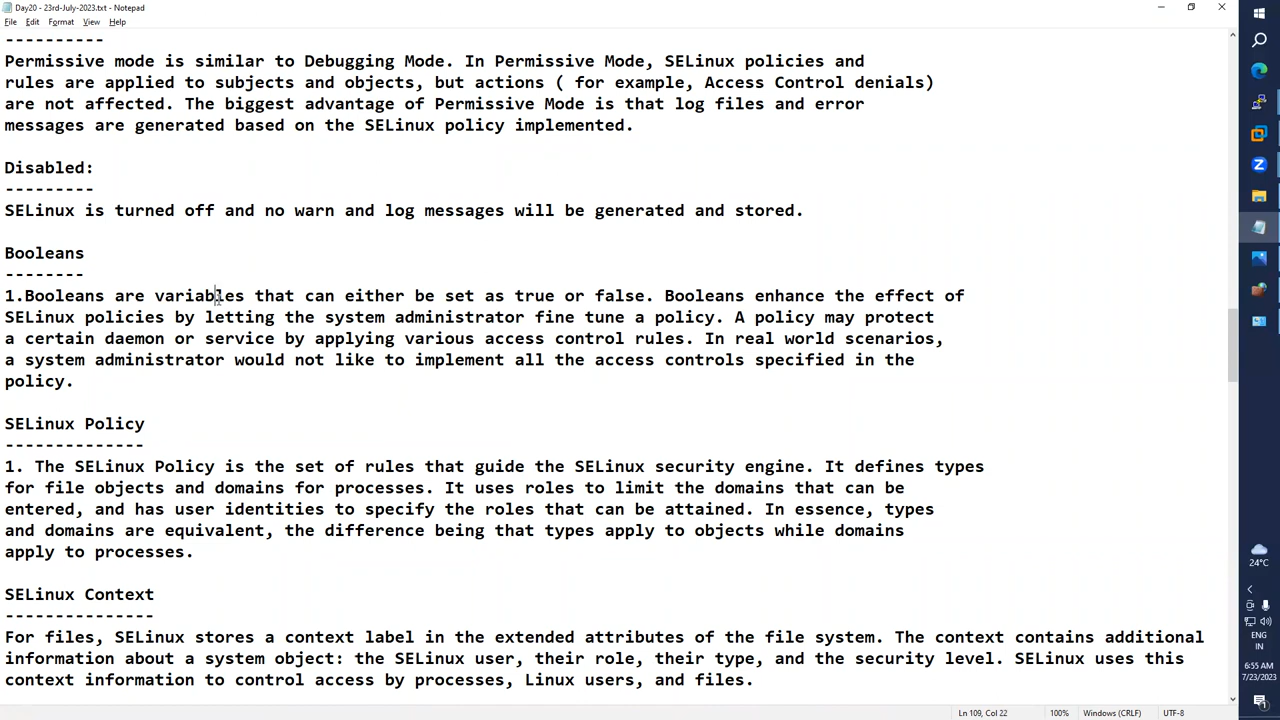 Day20 - 23rd-July-2023.txt - Notepad
File Edit Format View Help
----------
Permissive mode is similar to Debugging Mode. In Permissive Mode, SELinux policies and
rules are applied to subjects and objects, but actions ( for example, Access Control denials)
are not affected. The biggest advantage of Permissive Mode is that log files and error
messages are generated based on the SELinux policy implemented.
Disabled:
---------
SELinux is turned off and no warn and log messages will be generated and stored.
Booleans
--------
1.Booleans are variables that can either be set as true or false. Booleans enhance the effect of
SELinux policies by letting the system administrator fine tune a policy. A policy may protect
a certain daemon or service by applying various access control rules. In real world scenarios,
a system administrator would not like to implement all the access controls specified in the
policy.
SELinux Policy
--------------
1. The SELinux Policy is the set of rules that guide the SELinux security engine. It defines types
for file objects and domains for processes. It uses roles to limit the domains that can be
entered, and has user identities to specify the roles that can be attained. In essence, types
and domains are equivalent, the difference being that types apply to objects while domains
apply to processes.
SELinux Context
---------------
For files, SELinux stores a context label in the extended attributes of the file system. The context contains additional
information about a system object: the SELinux user, their role, their type, and the security level. SELinux uses this
context information to control access by processes, Linux users, and files.
Ln 109, Col 22 100% Windows (CRLF) UTF-8
Z
24°C
ENG
IN
6:55 AM
7/23/2023
1